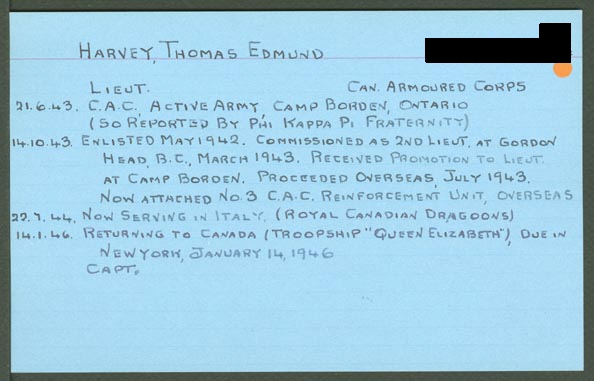 HARVEY, THOMAS EDMUND
LIEUT. CAN. ARMOURED CORPS
21.6.43. C.A.C. ACTIVE ARMY CAMP BORDEN, ONTARIO
(SO REPORTED BY PHI KAPPA PI FRATERNITY)
14.10.43. ENLISTED MAY 1942. COMMISSIONED AS 2ND LIEUT. AT GORDON
HEAD, B.C., MARCH 1943. RECEIVED PROMOTION TO LIEUT.
AT CAMP BORDEN. PROCEEDED OVERSEAS, JULY 1943.
NOW ATTACHED NO. 3 C.A.C. REINFORCEMENT UNIT, OVERSEAS
22.7.44. NOW SERVING IN ITALY. (ROYAL CANADIAN DRAGOONS)
14.1.46. RETURNING TO CANADA (TROOPSHIP "QUEEN ELIZABETH"), DUE IN
NEW YORK, JANUARY 14, 1946
CAPT.